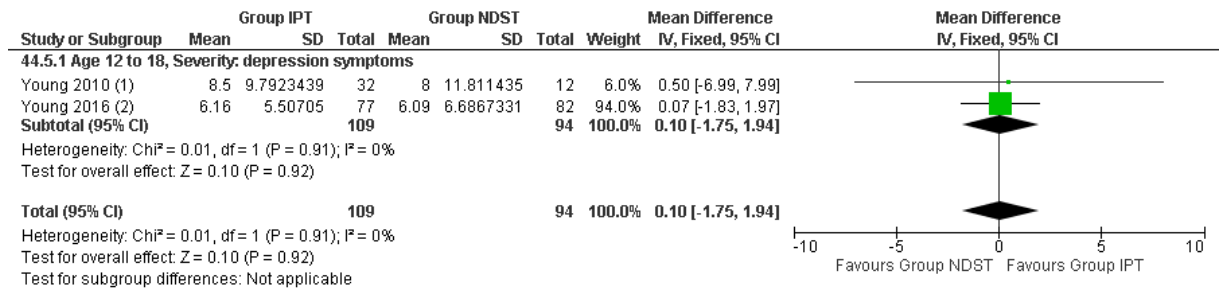 Group IPT Group NDST Mean Difference Mean Difference
Study or Subgroup Mean SD Total Mean SD Total Weight IV, Fixed, 95% CI IV, Fixed, 95% CI
44.5.1 Age 12 to 18, Severity: depression symptoms
Young 2010 (1) 8.5 9.7923439 32 8 11.811435 12 6.0% 0.50 [-6.99, 7.99]
Young 2016 (2) 6.16 5.50705 77 6.09 6.6867331 82 94.0% 0.07 [-1.83, 1.97]
Subtotal (95% CI) 109 94 100.0% 0.10 [-1.75, 1.94]
Heterogeneity: Chi² = 0.01, df = 1 (P = 0.91); I² = 0%
Test for overall effect: Z = 0.10 (P = 0.92)
Total (95% CI) 109 94 100.0% 0.10 [-1.75, 1.94]
Heterogeneity: Chi² = 0.01, df = 1 (P = 0.91); I² = 0%
Test for overall effect: Z = 0.10 (P = 0.92)
Test for subgroup differences: Not applicable
-10 -5 0 5 10
Favours Group NDST Favours Group IPT